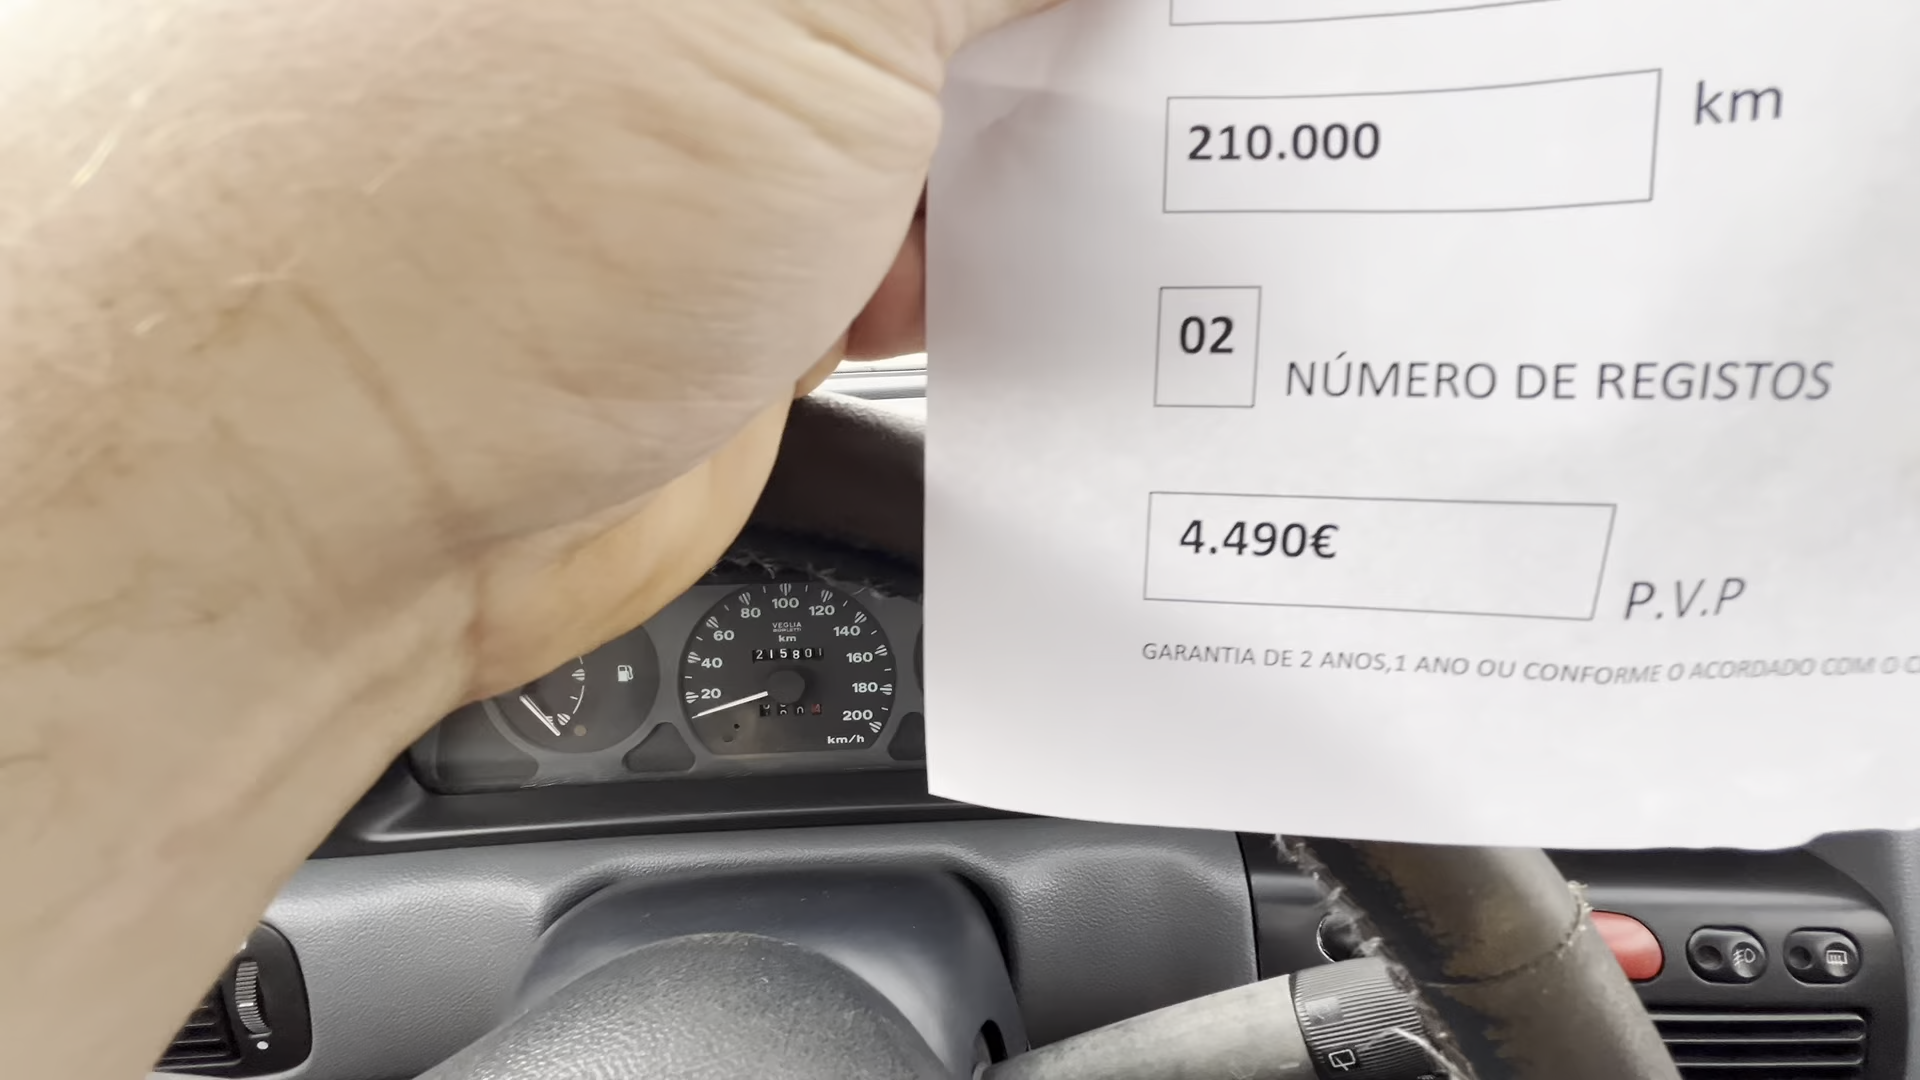 210.000 km
02 NÚMERO DE REGISTOS
4.490€ P.V.P
GARANTIA DE 2 ANOS,1 ANO OU CONFORME O ACORDADO COM O C
20 40 60 80 100 120 140 160 180 200
VEGLIA
km
215801
km/h